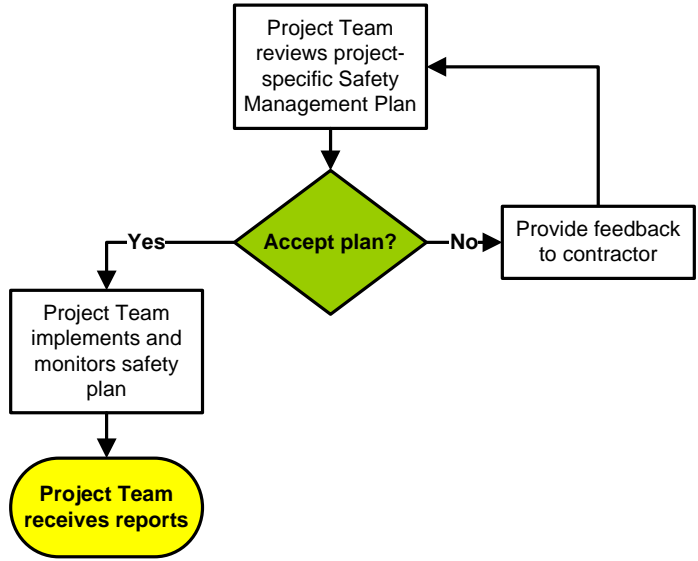 Project Team
reviews project-
specific Safety
Management Plan
Accept plan?
Yes
No
Provide feedback
to contractor
Project Team
implements and
monitors safety
plan
Project Team
receives reports